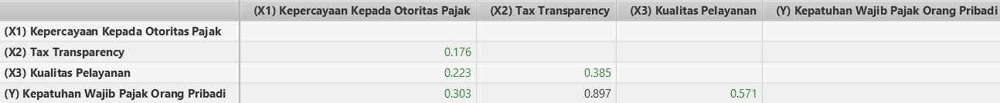 (X1) Kepercayaan Kepada Otoritas Pajak (X2) Tax Transparency (X3) Kualitas Pelayanan (Y) Kepatuhan Wajib Pajak Orang Pribadi
(X1) Kepercayaan Kepada Otoritas Pajak
(X2) Tax Transparency 0.176
(X3) Kualitas Pelayanan 0.223 0.385
(Y) Kepatuhan Wajib Pajak Orang Pribadi 0.303 0.897 0.571